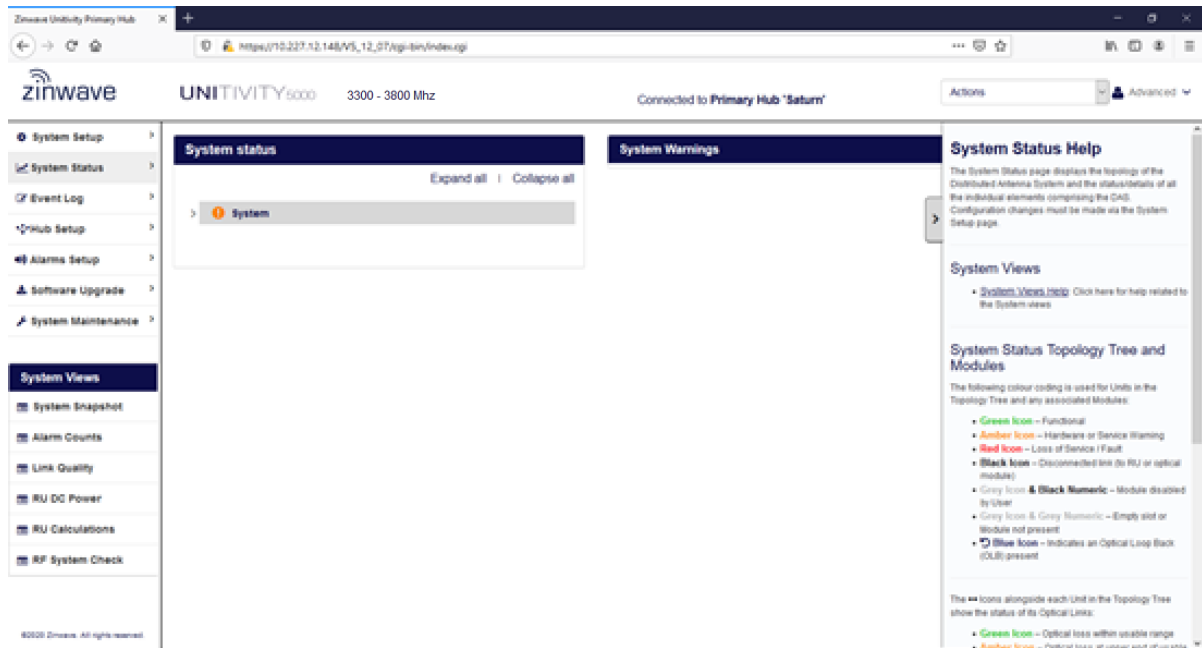 Zinwave Unitivity Primary Hub
https://10.227.12.148/V5_12_07/cgi-bin/index.cgi
zinwave
UNITIVITY5000
3300 - 3800 Mhz
Connected to Primary Hub 'Saturn'
Actions
Advanced
System Setup
System Status
Event Log
Hub Setup
Alarms Setup
Software Upgrade
System Maintenance
System Views
System Snapshot
Alarm Counts
Link Quality
RU DC Power
RU Calculations
RF System Check
©2020 Zinwave. All rights reserved.
System status
Expand all | Collapse all
System
System Warnings
System Status Help
The System Status page displays the topology of the
Distributed Antenna System and the status/details of all
the individual elements comprising the DAS.
Configuration changes must be made via the System
Setup page.
System Views
• System Views Help: Click here for help related to
the System views
System Status Topology Tree and
Modules
The following colour coding is used for Units in the
Topology Tree and any associated Modules:
• Green Icon – Functional
• Amber Icon – Hardware or Service Warning
• Red Icon – Loss of Service / Fault
• Black Icon – Disconnected link (to RU or optical
module)
• Grey Icon & Black Numeric – Module disabled
by User
• Grey Icon & Grey Numeric – Empty slot or
Module not present
• Blue Icon – Indicates an Optical Loop Back
(OLB) present
The icons alongside each Unit in the Topology Tree
show the status of its Optical Links:
• Green Icon – Optical loss within usable range
• Amber Icon – Optical loss at upper end of usable